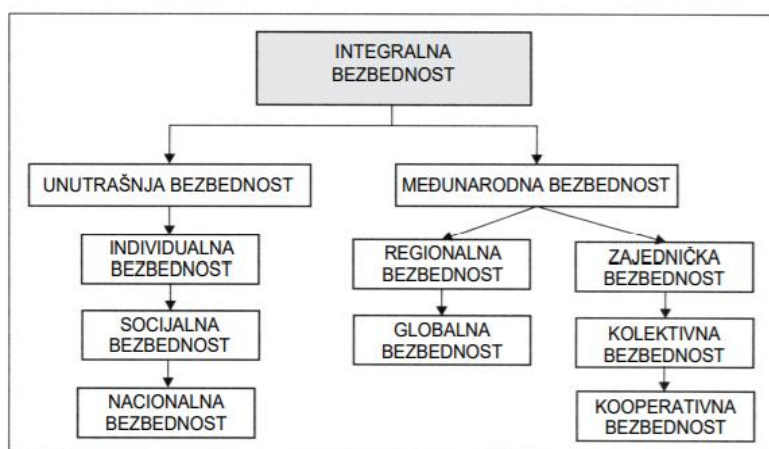 INTEGRALNA
BEZBEDNOST
UNUTRAŠNJA BEZBEDNOST
MEĐUNARODNA BEZBEDNOST
INDIVIDUALNA
BEZBEDNOST
REGIONALNA
BEZBEDNOST
ZAJEDNIČKA
BEZBEDNOST
SOCIJALNA
BEZBEDNOST
GLOBALNA
BEZBEDNOST
KOLEKTIVNA
BEZBEDNOST
NACIONALNA
BEZBEDNOST
KOOPERATIVNA
BEZBEDNOST